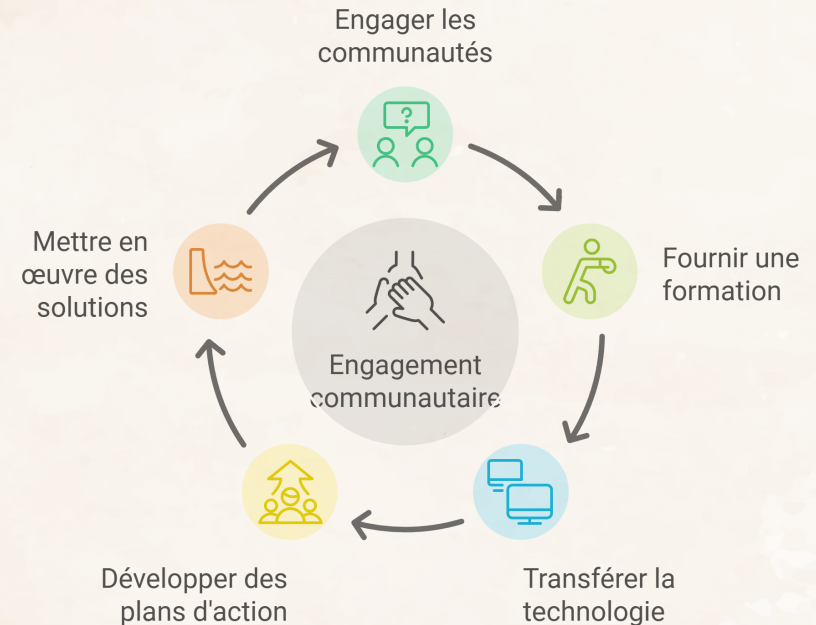 Engager les
communautés
?
Fournir une
formation
Transférer la
technologie
Développer des
plans d'action
Mettre en
œuvre des
solutions
Engagement
communautaire